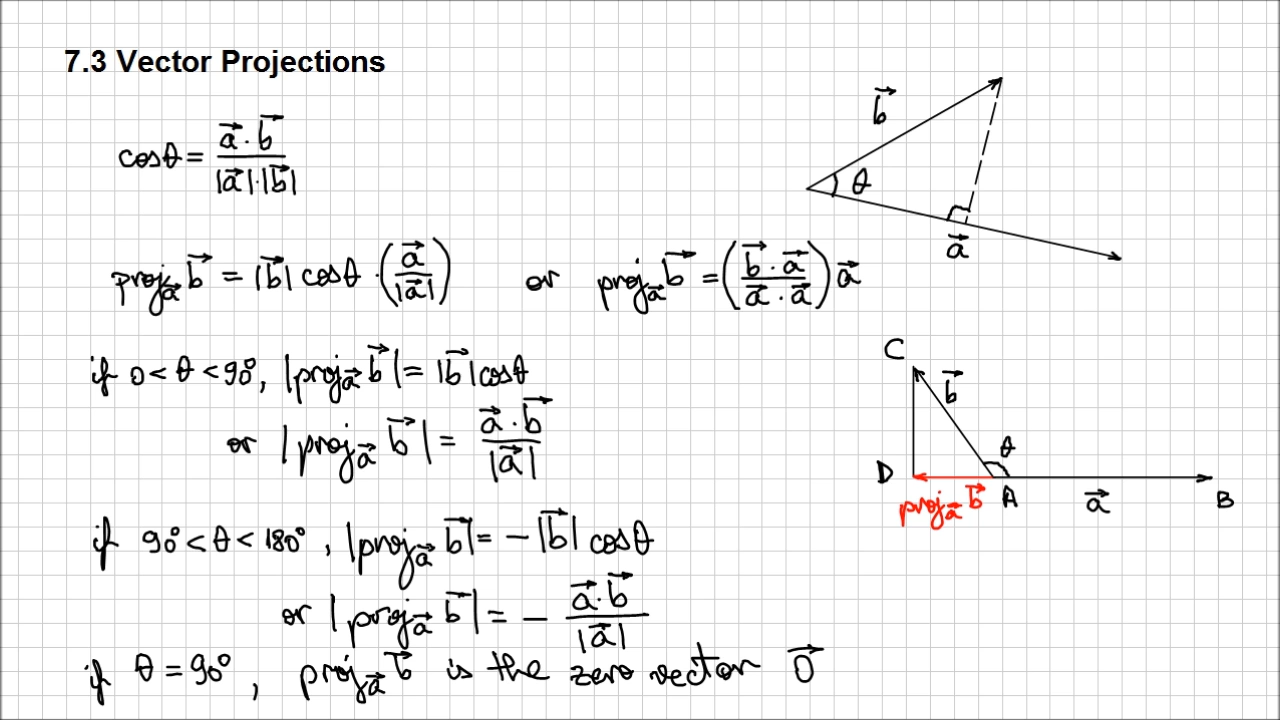 7.3 Vector Projections
cosθ = (a⃗ · b⃗)/(|a⃗|·|b⃗|)
b⃗
θ
a⃗
proj_a⃗ b⃗ = |b⃗| cosθ · (a⃗/|a⃗|) or proj_a⃗ b⃗ = ((b⃗ · a⃗)/(a⃗ · a⃗)) a⃗
if 0 < θ < 90°, |proj_a⃗ b⃗| = |b⃗| cosθ
or |proj_a⃗ b⃗| = (a⃗ · b⃗)/|a⃗|
C
b⃗
θ
D
A
B
proj_a⃗ b⃗
a⃗
if 90° < θ < 180°, |proj_a⃗ b⃗| = −|b⃗| cosθ
or |proj_a⃗ b⃗| = − (a⃗ · b⃗)/|a⃗|
if θ = 90°, proj_a⃗ b⃗ is the zero vector 0⃗